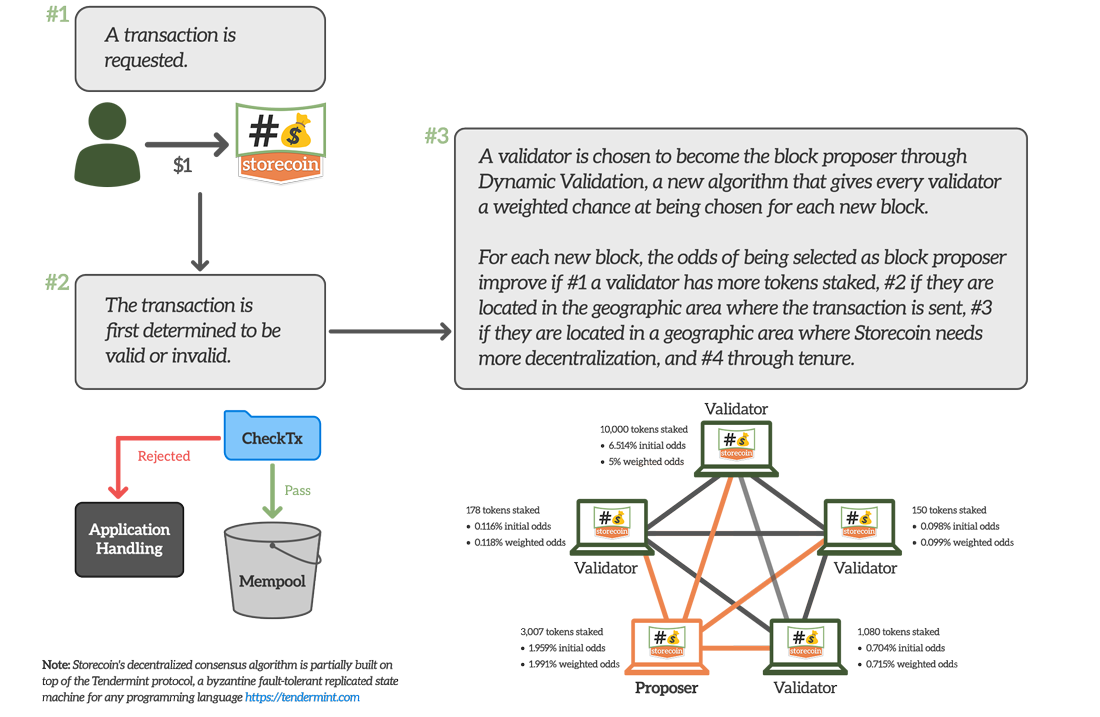 #1
A transaction is
requested.
#
$
storecoin
$1
#2
The transaction is
first determined to be
valid or invalid.
#3
A validator is chosen to become the block proposer through
Dynamic Validation, a new algorithm that gives every validator
a weighted chance at being chosen for each new block.
For each new block, the odds of being selected as block proposer
improve if #1 a validator has more tokens staked, #2 if they are
located in the geographic area where the transaction is sent, #3
if they are located in a geographic area where Storecoin needs
more decentralization, and #4 through tenure.
CheckTx
Rejected
Pass
Application
Handling
Mempool
Validator
10,000 tokens staked
• 6.514% initial odds
• 5% weighted odds
#$
storecoin
178 tokens staked
• 0.116% initial odds
• 0.118% weighted odds
#$
storecoin
Validator
#$
storecoin
150 tokens staked
• 0.098% initial odds
• 0.099% weighted odds
Validator
3,007 tokens staked
• 1.959% initial odds
• 1.991% weighted odds
#$
storecoin
Proposer
#$
storecoin
1,080 tokens staked
• 0.704% initial odds
• 0.715% weighted odds
Validator
Note: Storecoin's decentralized consensus algorithm is partially built on
top of the Tendermint protocol, a byzantine fault-tolerant replicated state
machine for any programming language https://tendermint.com